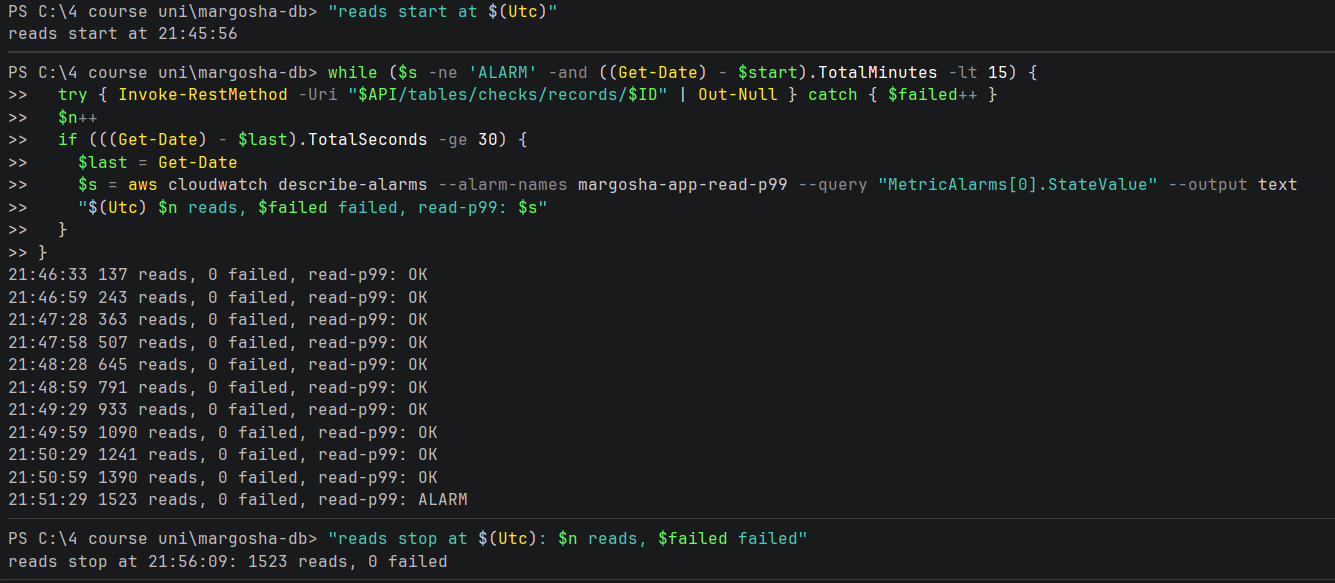 PS C:\4 course uni\margosha-db> "reads start at $(Utc)"
reads start at 21:45:56
PS C:\4 course uni\margosha-db> while ($s -ne 'ALARM' -and ((Get-Date) - $start).TotalMinutes -lt 15) {
>>   try { Invoke-RestMethod -Uri "$API/tables/checks/records/$ID" | Out-Null } catch { $failed++ }
>>   $n++
>>   if (((Get-Date) - $last).TotalSeconds -ge 30) {
>>     $last = Get-Date
>>     $s = aws cloudwatch describe-alarms --alarm-names margosha-app-read-p99 --query "MetricAlarms[0].StateValue" --output text
>>     "$(Utc) $n reads, $failed failed, read-p99: $s"
>>   }
>> }
21:46:33 137 reads, 0 failed, read-p99: OK
21:46:59 243 reads, 0 failed, read-p99: OK
21:47:28 363 reads, 0 failed, read-p99: OK
21:47:58 507 reads, 0 failed, read-p99: OK
21:48:28 645 reads, 0 failed, read-p99: OK
21:48:59 791 reads, 0 failed, read-p99: OK
21:49:29 933 reads, 0 failed, read-p99: OK
21:49:59 1090 reads, 0 failed, read-p99: OK
21:50:29 1241 reads, 0 failed, read-p99: OK
21:50:59 1390 reads, 0 failed, read-p99: OK
21:51:29 1523 reads, 0 failed, read-p99: ALARM
PS C:\4 course uni\margosha-db> "reads stop at $(Utc): $n reads, $failed failed"
reads stop at 21:56:09: 1523 reads, 0 failed